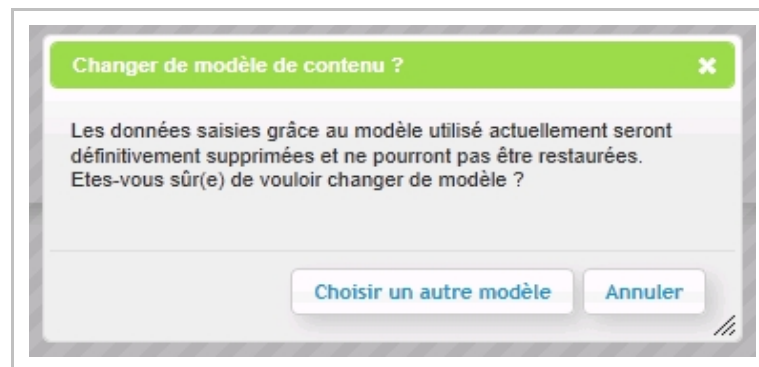 Changer de modèle de contenu ?
Les données saisies grâce au modèle utilisé actuellement seront
définitivement supprimées et ne pourront pas être restaurées.
Etes-vous sûr(e) de vouloir changer de modèle ?
Choisir un autre modèle Annuler